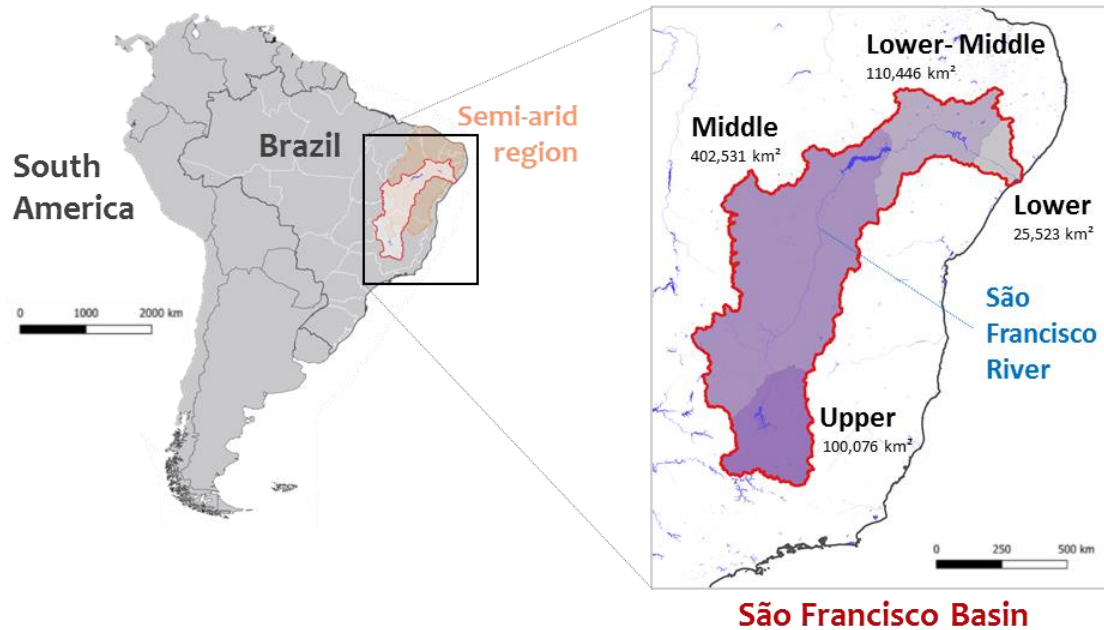 South
America
Brazil
Semi-arid
region
0 1000 2000 km
Lower- Middle
110,446 km²
Middle
402,531 km²
Lower
25,523 km²
São
Francisco
River
Upper
100,076 km²
0 250 500 km
São Francisco Basin